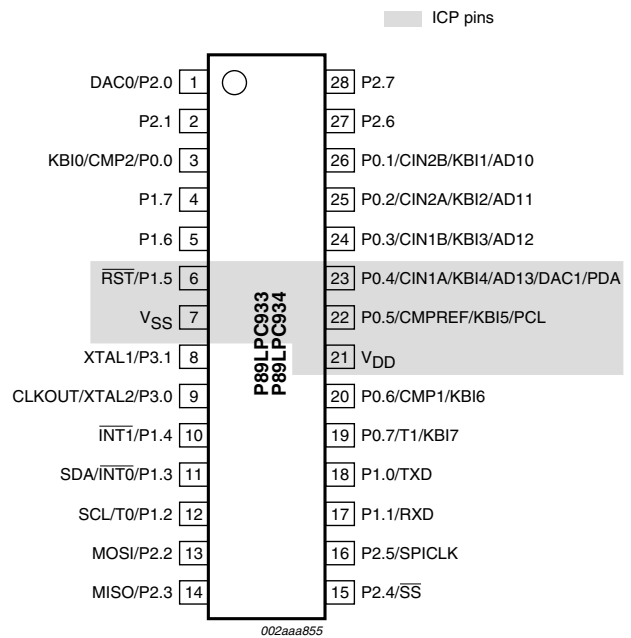 ICP pins
DAC0/P2.0 1
28 P2.7
P2.1 2
27 P2.6
KBI0/CMP2/P0.0 3
26 P0.1/CIN2B/KBI1/AD10
P1.7 4
25 P0.2/CIN2A/KBI2/AD11
P1.6 5
24 P0.3/CIN1B/KBI3/AD12
R̅S̅T̅/P1.5 6
23 P0.4/CIN1A/KBI4/AD13/DAC1/PDA
VSS 7
22 P0.5/CMPREF/KBI5/PCL
XTAL1/P3.1 8
21 VDD
CLKOUT/XTAL2/P3.0 9
20 P0.6/CMP1/KBI6
I̅N̅T̅1̅/P1.4 10
19 P0.7/T1/KBI7
SDA/I̅N̅T̅0̅/P1.3 11
18 P1.0/TXD
SCL/T0/P1.2 12
17 P1.1/RXD
MOSI/P2.2 13
16 P2.5/SPICLK
MISO/P2.3 14
15 P2.4/S̅S̅
P89LPC933
P89LPC934
002aaa855